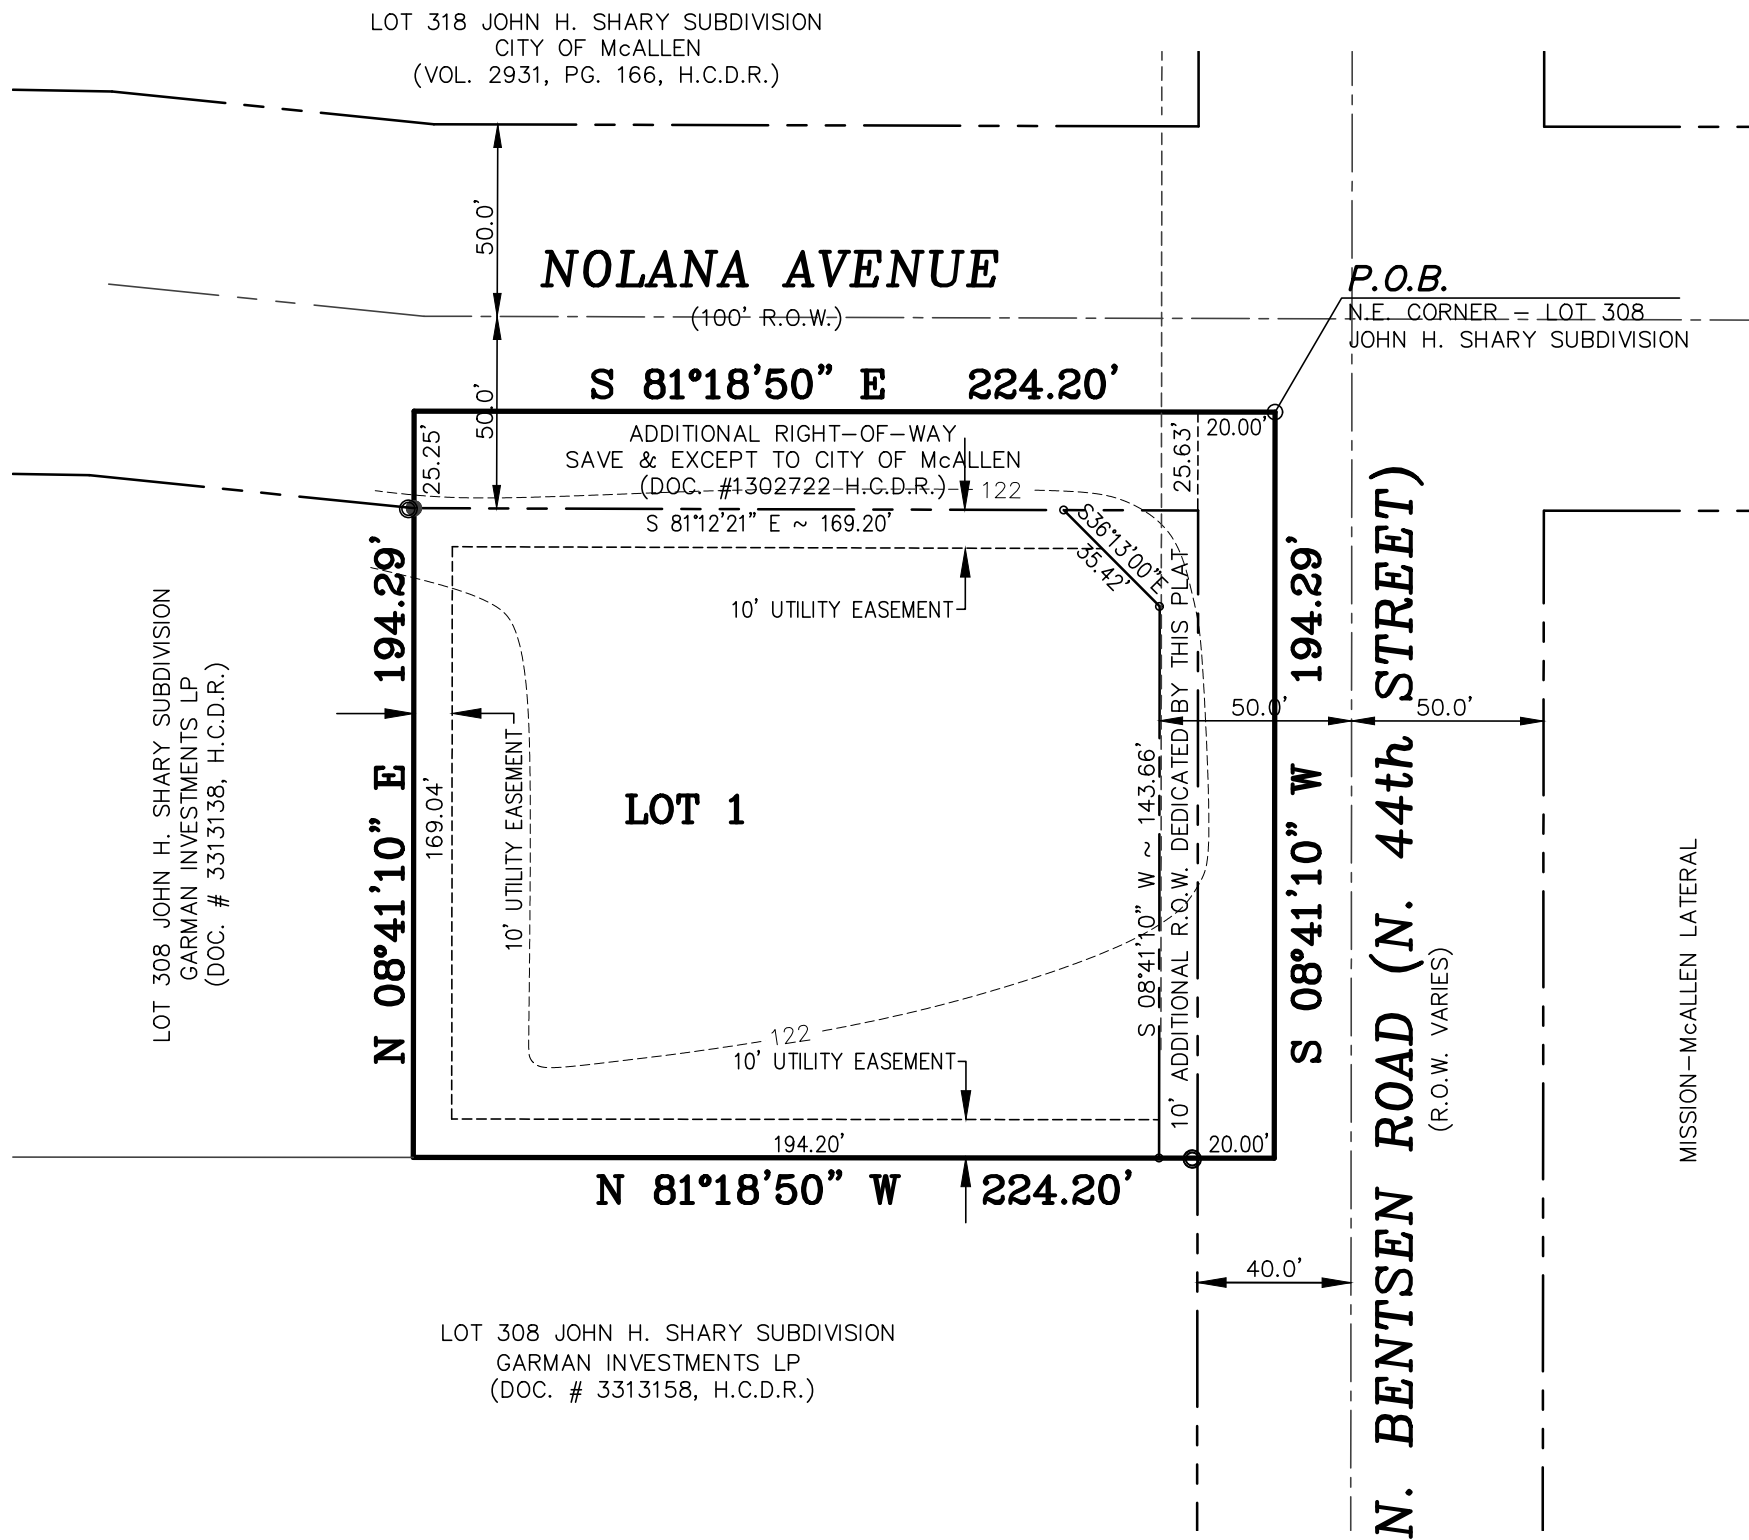 LOT 318 JOHN H. SHARY SUBDIVISION
CITY OF McALLEN
(VOL. 2931, PG. 166, H.C.D.R.)
50.0'
NOLANA AVENUE
(100' R.O.W.)
P.O.B.
N.E. CORNER – LOT 308
JOHN H. SHARY SUBDIVISION
S 81°18'50" E 224.20'
50.0'
25.25'
ADDITIONAL RIGHT–OF–WAY
SAVE & EXCEPT TO CITY OF McALLEN
(DOC. #1302722 H.C.D.R.)
122
25.63'
20.00'
S 81°12'21" E ~ 169.20'
S36°13'00"E
35.42'
10' UTILITY EASEMENT
N 08°41'10" E 194.29'
169.04'
10' UTILITY EASEMENT
LOT 1
S 08°41'10" W ~ 143.66'
10' ADDITIONAL R.O.W. DEDICATED BY THIS PLAT
S 08°41'10" W 194.29'
50.0'
50.0'
N. BENTSEN ROAD (N. 44th STREET)
(R.O.W. VARIES)
MISSION–McALLEN LATERAL
LOT 308 JOHN H. SHARY SUBDIVISION
GARMAN INVESTMENTS LP
(DOC. # 3313138, H.C.D.R.)
122
10' UTILITY EASEMENT
194.20'
20.00'
N 81°18'50" W 224.20'
40.0'
LOT 308 JOHN H. SHARY SUBDIVISION
GARMAN INVESTMENTS LP
(DOC. # 3313158, H.C.D.R.)